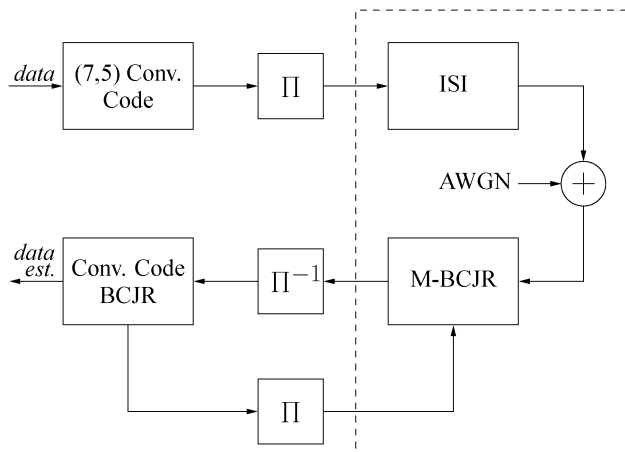 data
(7,5) Conv.
Code
Π
ISI
AWGN
+
data
est.
Conv. Code
BCJR
Π⁻¹
M-BCJR
Π